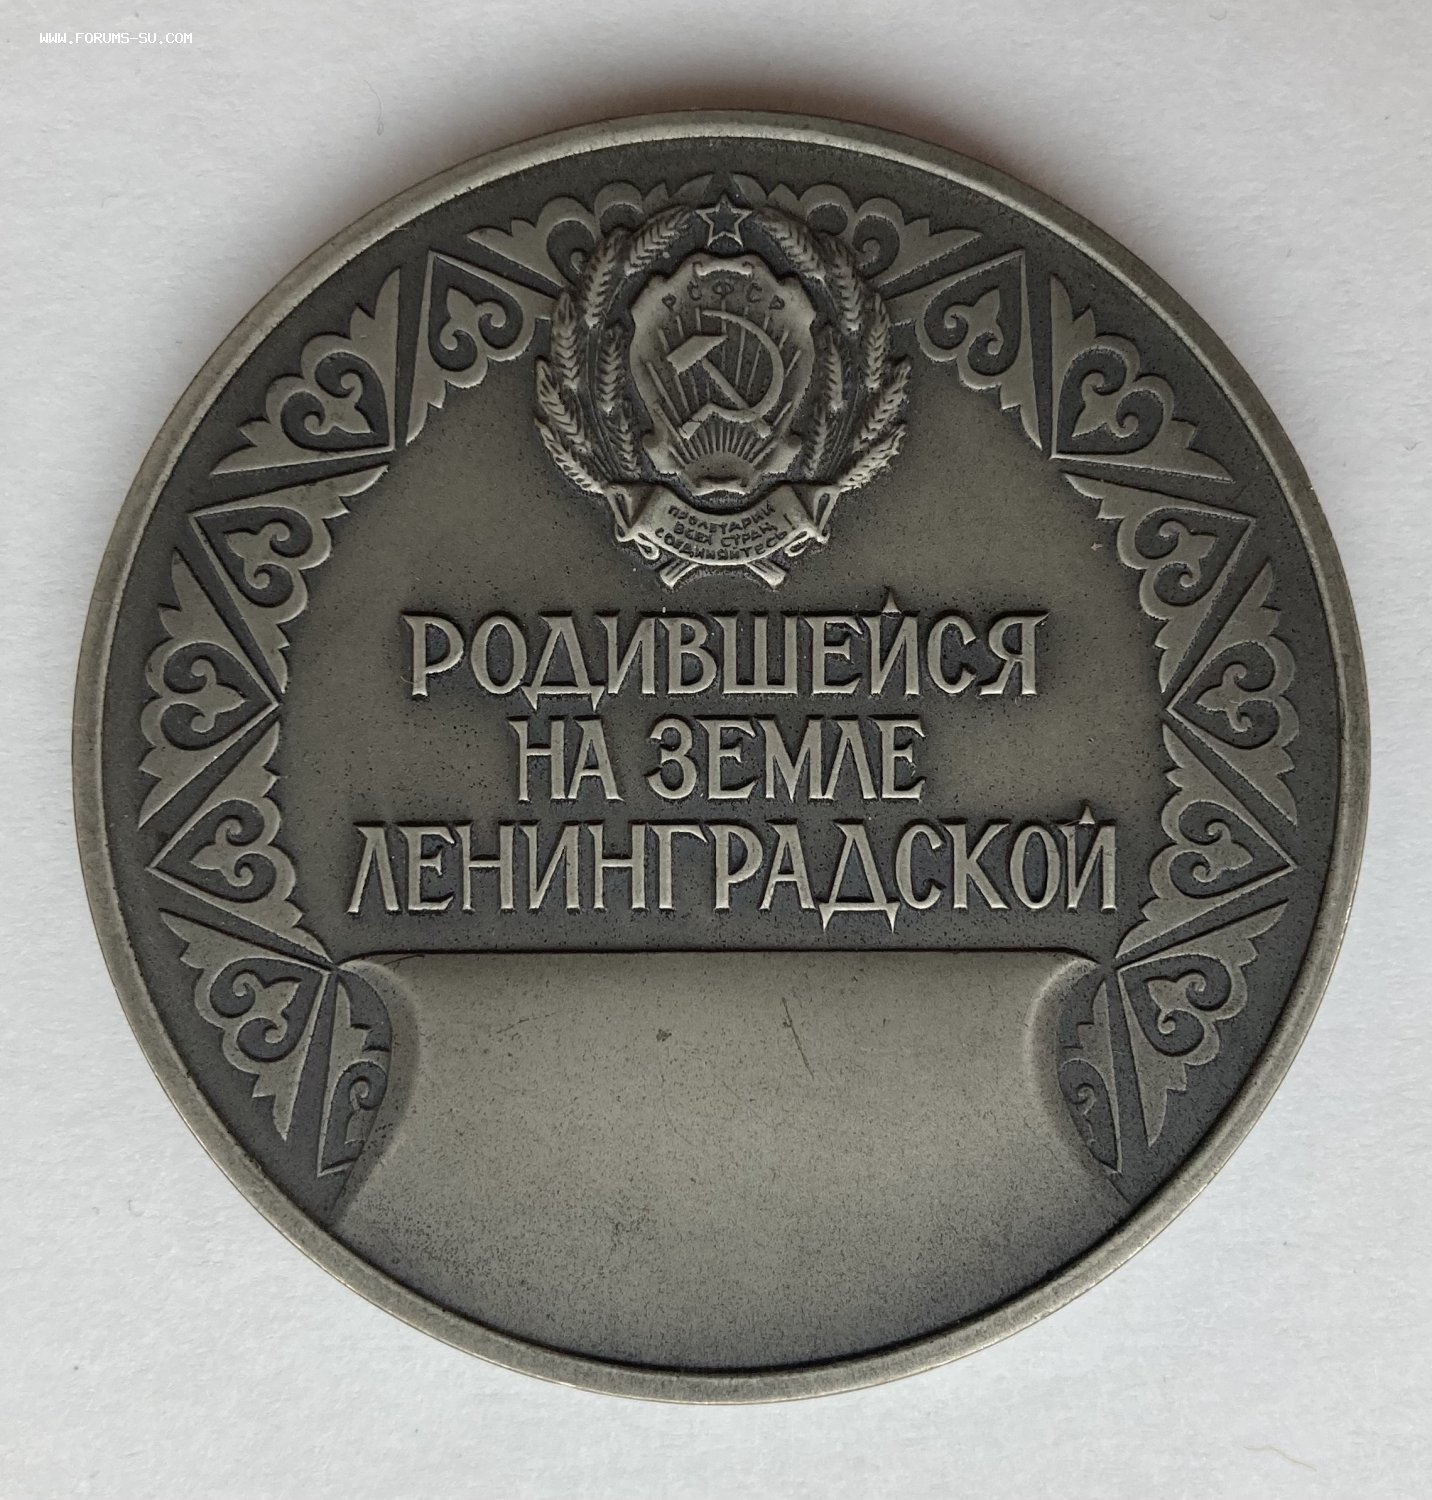 WWW.FORUMS-SU.COM
РСФСР
ПРОЛЕТАРИИ
ВСЕХ СТРАН,
СОЕДИНЯЙТЕСЬ!
РОДИВШЕЙСЯ
НА ЗЕМЛЕ
ЛЕНИНГРАДСКОЙ